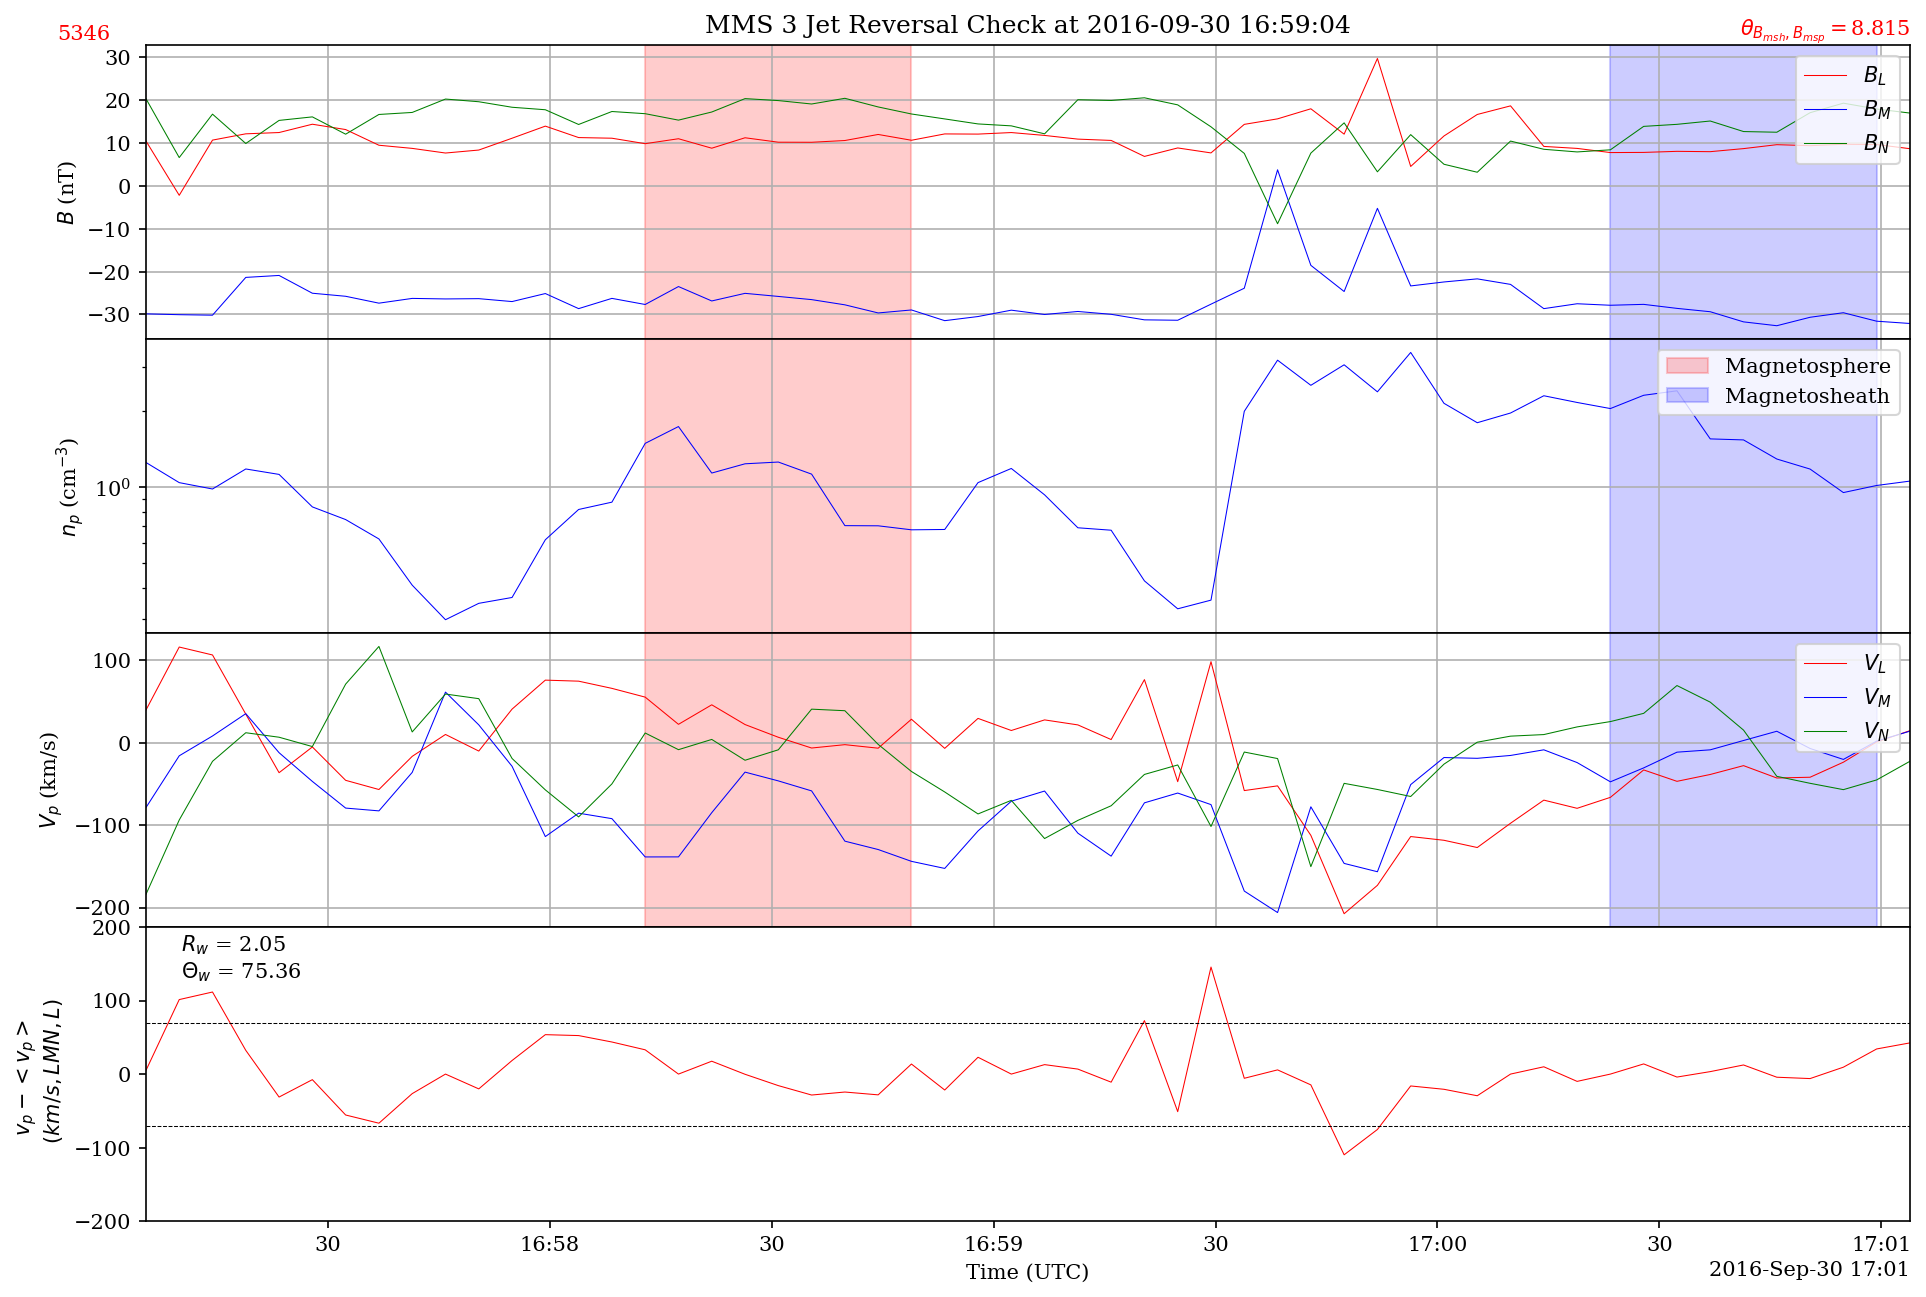 5346
MMS 3 Jet Reversal Check at 2016-09-30 16:59:04
θ_{B_{msh}, B_{msp}} = 8.815
30
20
10
0
−10
−20
−30
B (nT)
B_L
B_M
B_N
10^0
n_p (cm^{−3})
Magnetosphere
Magnetosheath
100
0
−100
−200
V_p (km/s)
V_L
V_M
V_N
200
100
0
−100
−200
v_p − < v_p >
(km/s, LMN, L)
R_w = 2.05
Θ_w = 75.36
30
16:58
30
16:59
30
17:00
30
17:01
Time (UTC)
2016-Sep-30 17:01